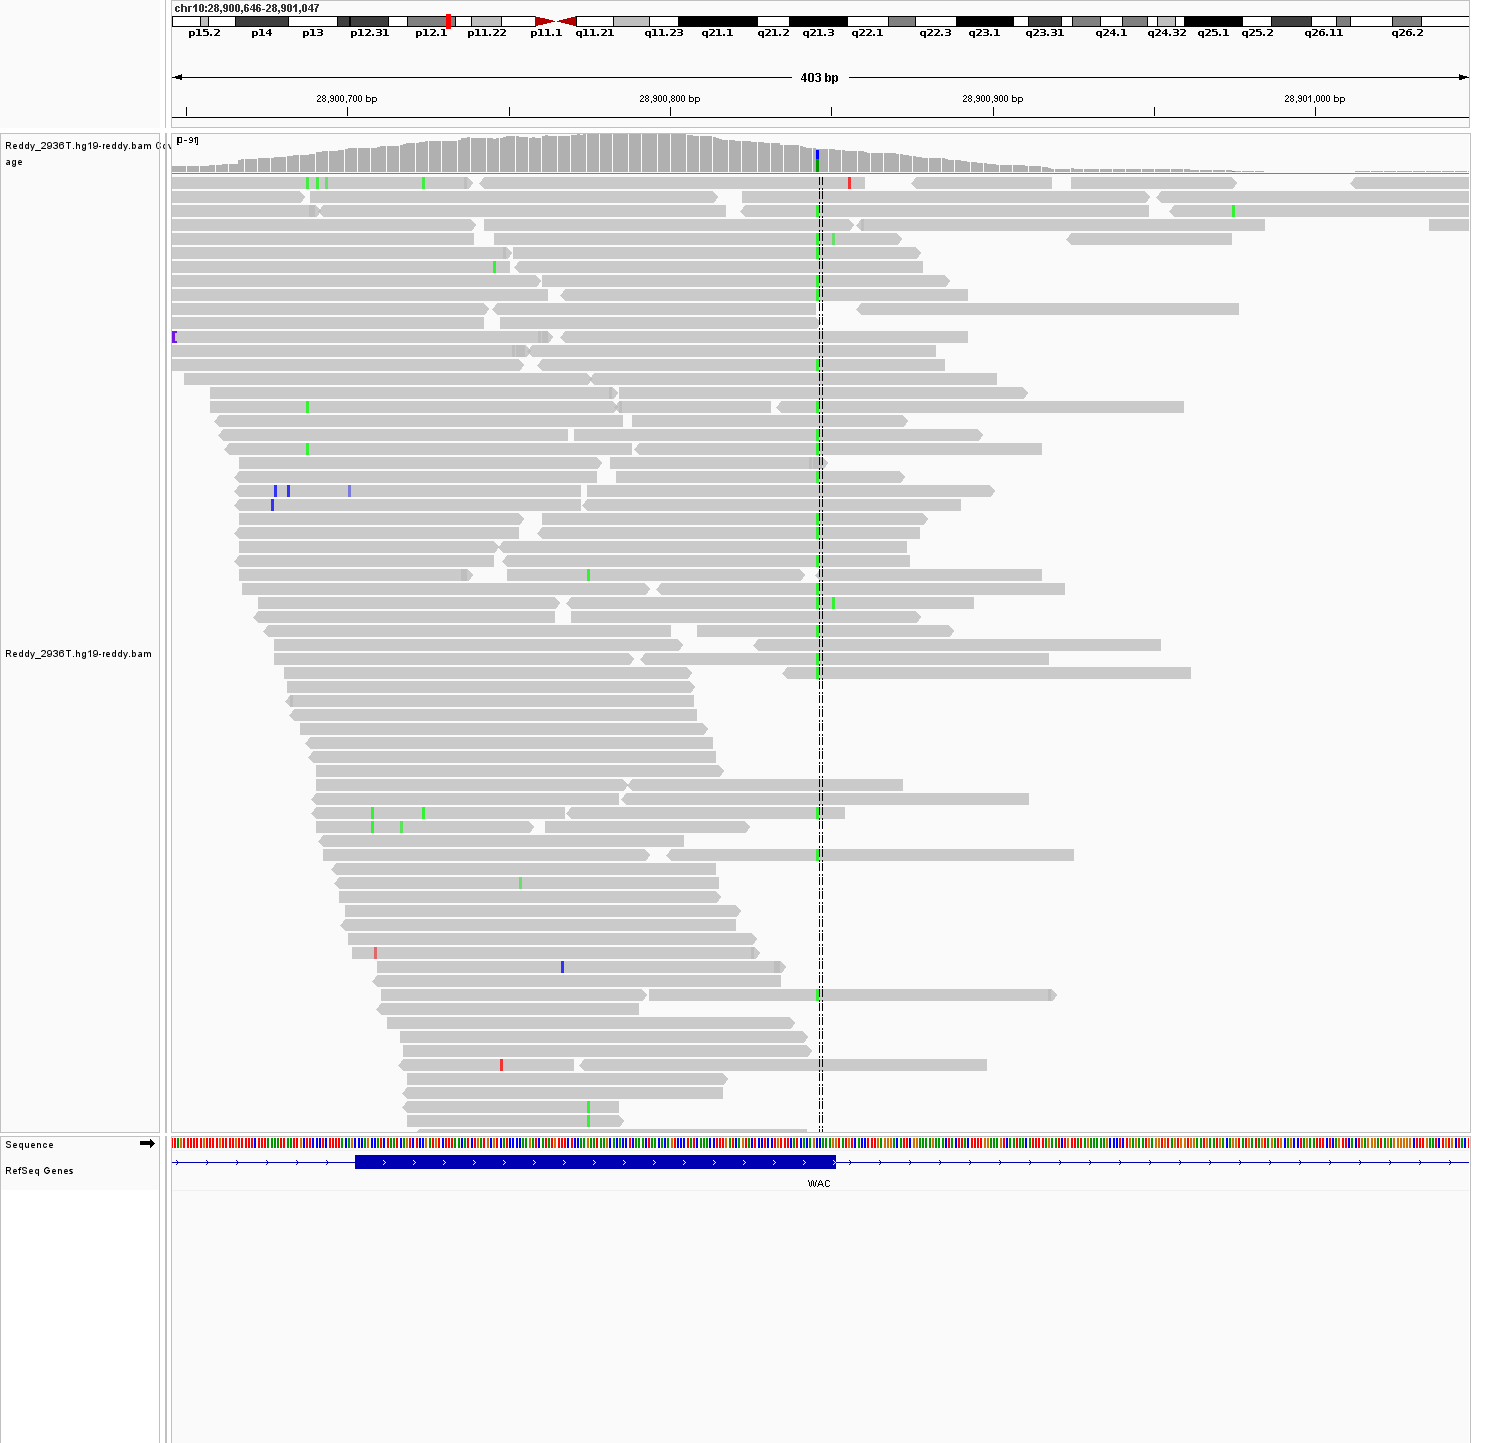 chr10:28,900,646-28,901,047
p15.2 p14 p13 p12.31 p12.1 p11.22 p11.1 q11.21 q11.23 q21.1 q21.2 q21.3 q22.1 q22.3 q23.1 q23.31 q24.1 q24.32 q25.1 q25.2 q26.11 q26.2
403 bp
28,900,700 bp 28,900,800 bp 28,900,900 bp 28,901,000 bp
[0-91]
Reddy_2936T.hg19-reddy.bam Cov
age
Reddy_2936T.hg19-reddy.bam
Sequence
RefSeq Genes
WAC